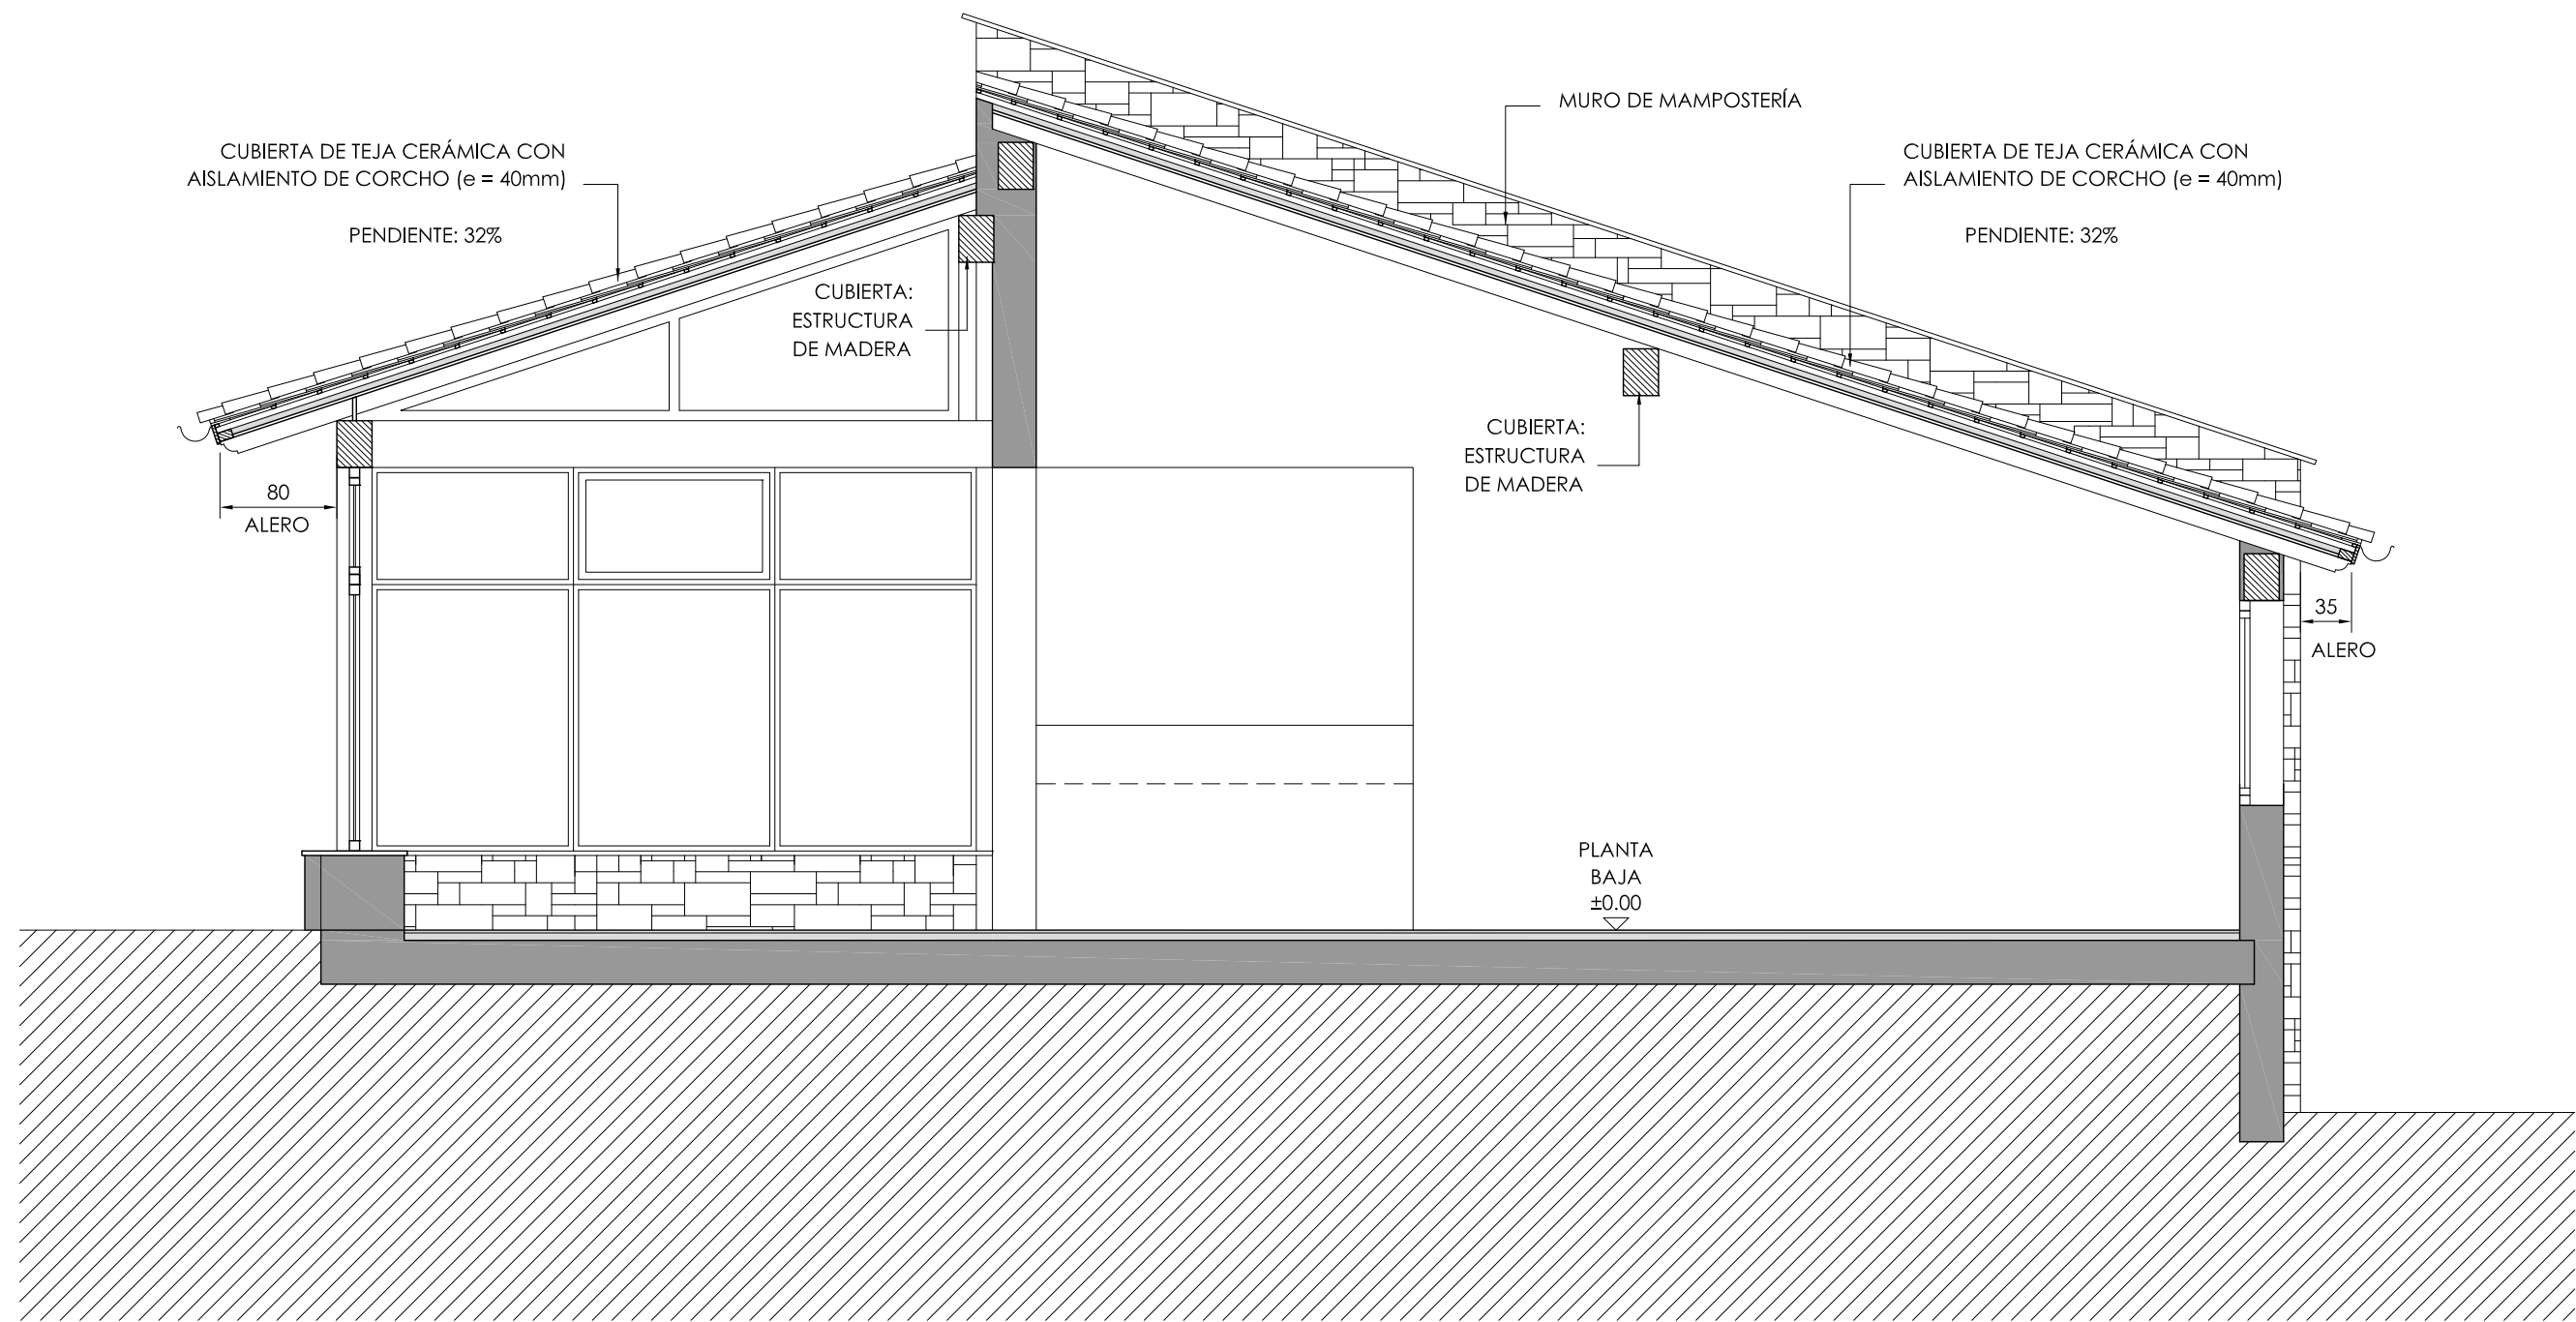 MURO DE MAMPOSTERÍA
CUBIERTA DE TEJA CERÁMICA CON
AISLAMIENTO DE CORCHO (e = 40mm)
PENDIENTE: 32%
CUBIERTA DE TEJA CERÁMICA CON
AISLAMIENTO DE CORCHO (e = 40mm)
PENDIENTE: 32%
CUBIERTA:
ESTRUCTURA
DE MADERA
CUBIERTA:
ESTRUCTURA
DE MADERA
80
ALERO
35
ALERO
PLANTA
BAJA
±0.00